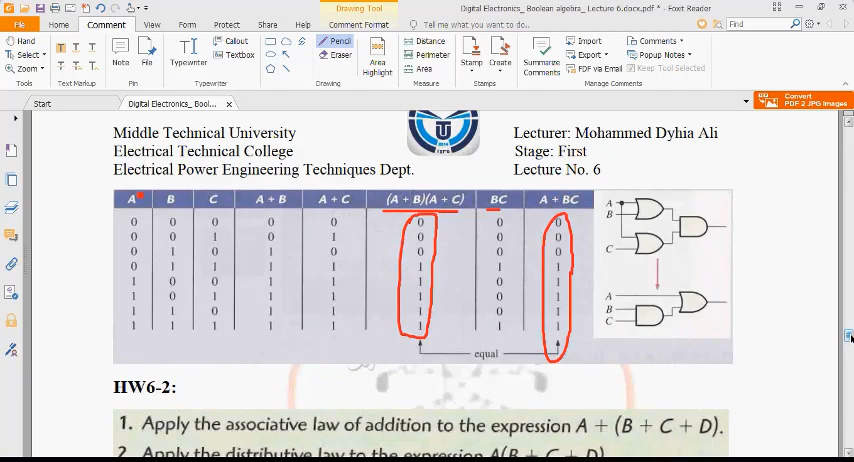 Drawing Tool
Digital Electronics_ Boolean algebra_ Lecture 6.docx.pdf * - Foxit Reader
File
Home
Comment
View
Form
Protect
Share
Help
Comment Format
Tell me what you want to do...
Find
Hand
Select
Zoom
Tools
Text Markup
Note
File
Pin
Typewriter
Callout
Textbox
Typewriter
Drawing
Pencil
Eraser
Area Highlight
Distance
Perimeter
Area
Measure
Stamp
Create
Stamps
Summarize Comments
Import
Export
FDF via Email
Comments
Popup Notes
Keep Tool Selected
Manage Comments
Start
Digital Electronics_ Bool...
Convert
PDF 2 JPG Images
Middle Technical University
Electrical Technical College
Electrical Power Engineering Techniques Dept.
Lecturer: Mohammed Dyhia Ali
Stage: First
Lecture No. 6
A B C A + B A + C (A + B)(A + C) BC A + BC
0 0 0 0 0 0 0 0
0 0 1 0 1 0 0 0
0 1 0 1 0 0 0 0
0 1 1 1 1 1 1 1
1 0 0 1 1 1 0 1
1 0 1 1 1 1 0 1
1 1 0 1 1 1 0 1
1 1 1 1 1 1 1 1
equal
A
B
C
A
B
C
HW6-2:
1. Apply the associative law of addition to the expression A + (B + C + D).
2. Apply the distributive law to the expression A(B + C + D).